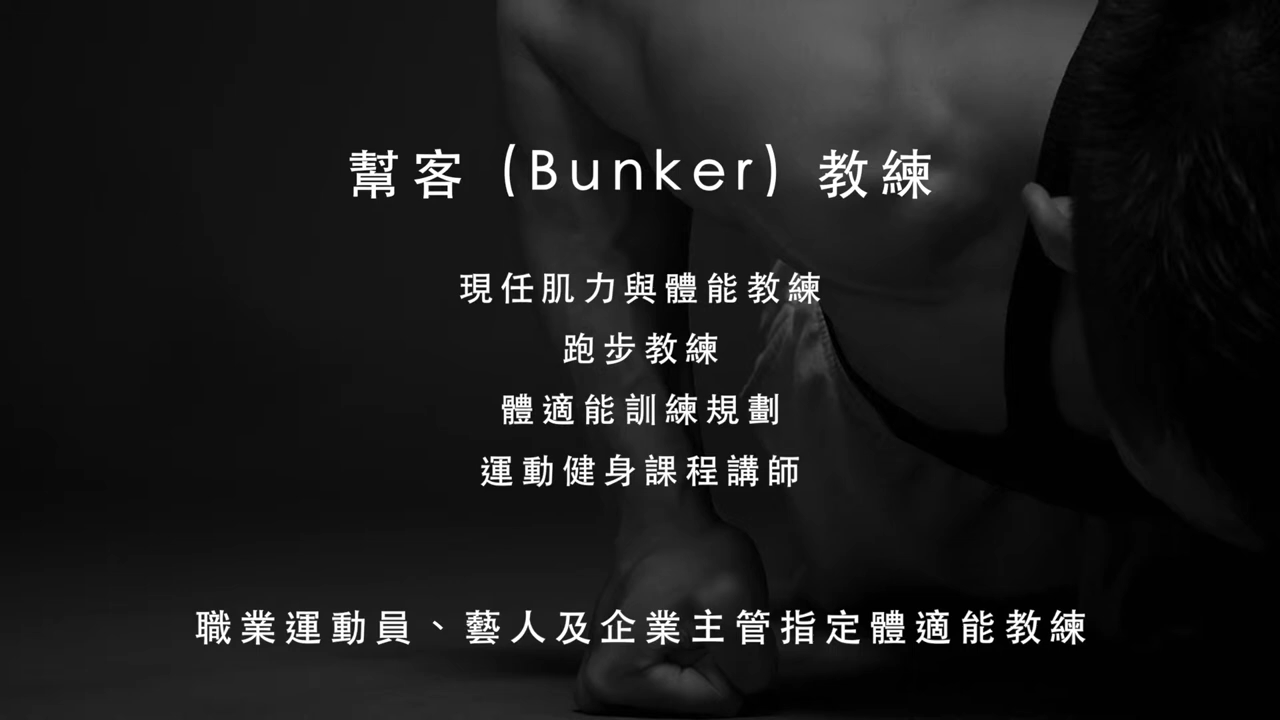 幫客 (Bunker) 教練
現任肌力與體能教練
跑步教練
體適能訓練規劃
運動健身課程講師
職業運動員、藝人及企業主管指定體適能教練